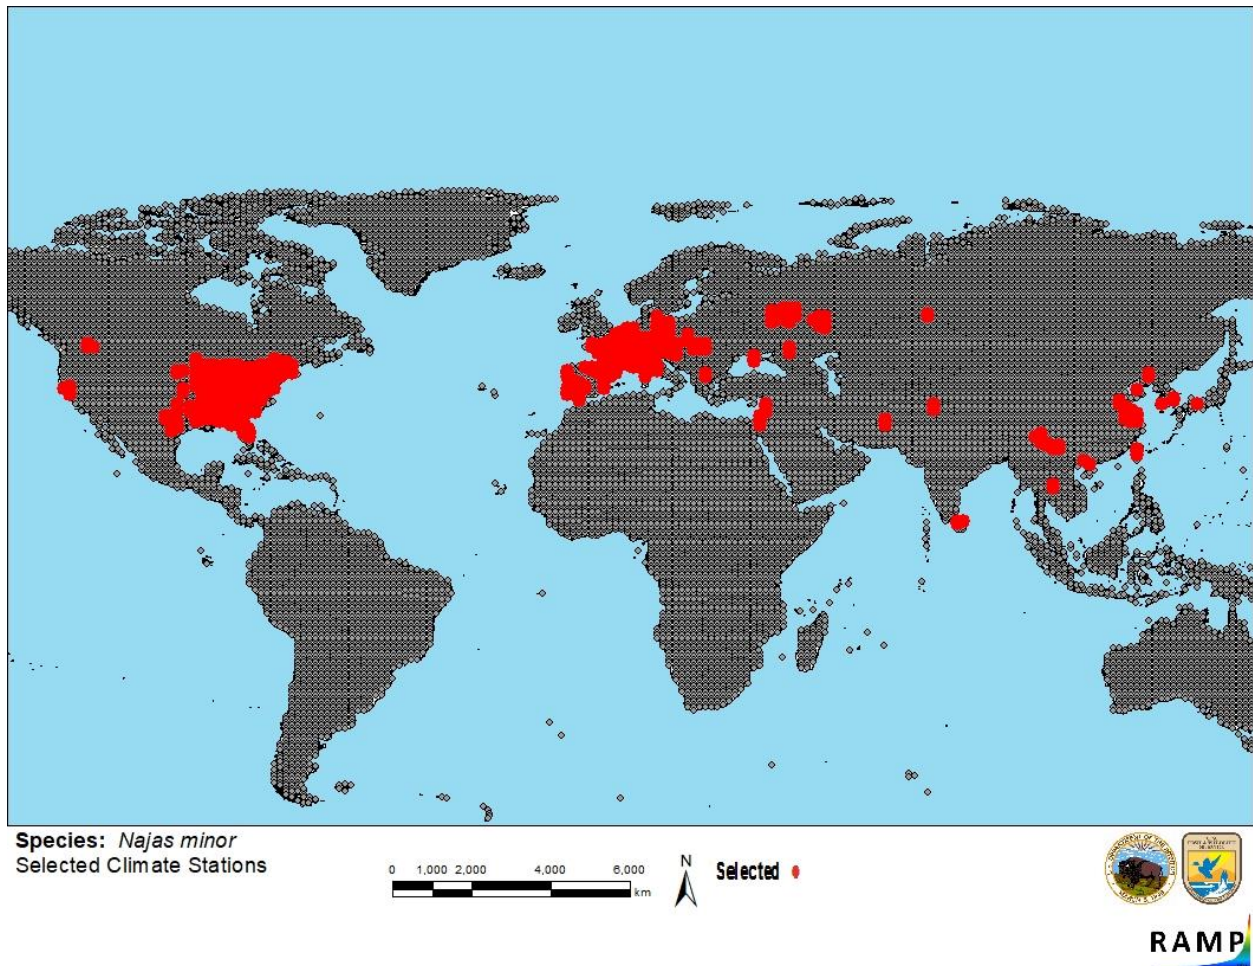 Species: Najas minor
Selected Climate Stations
0 1,000 2,000 4,000 6,000
km
N
Selected
RAMP